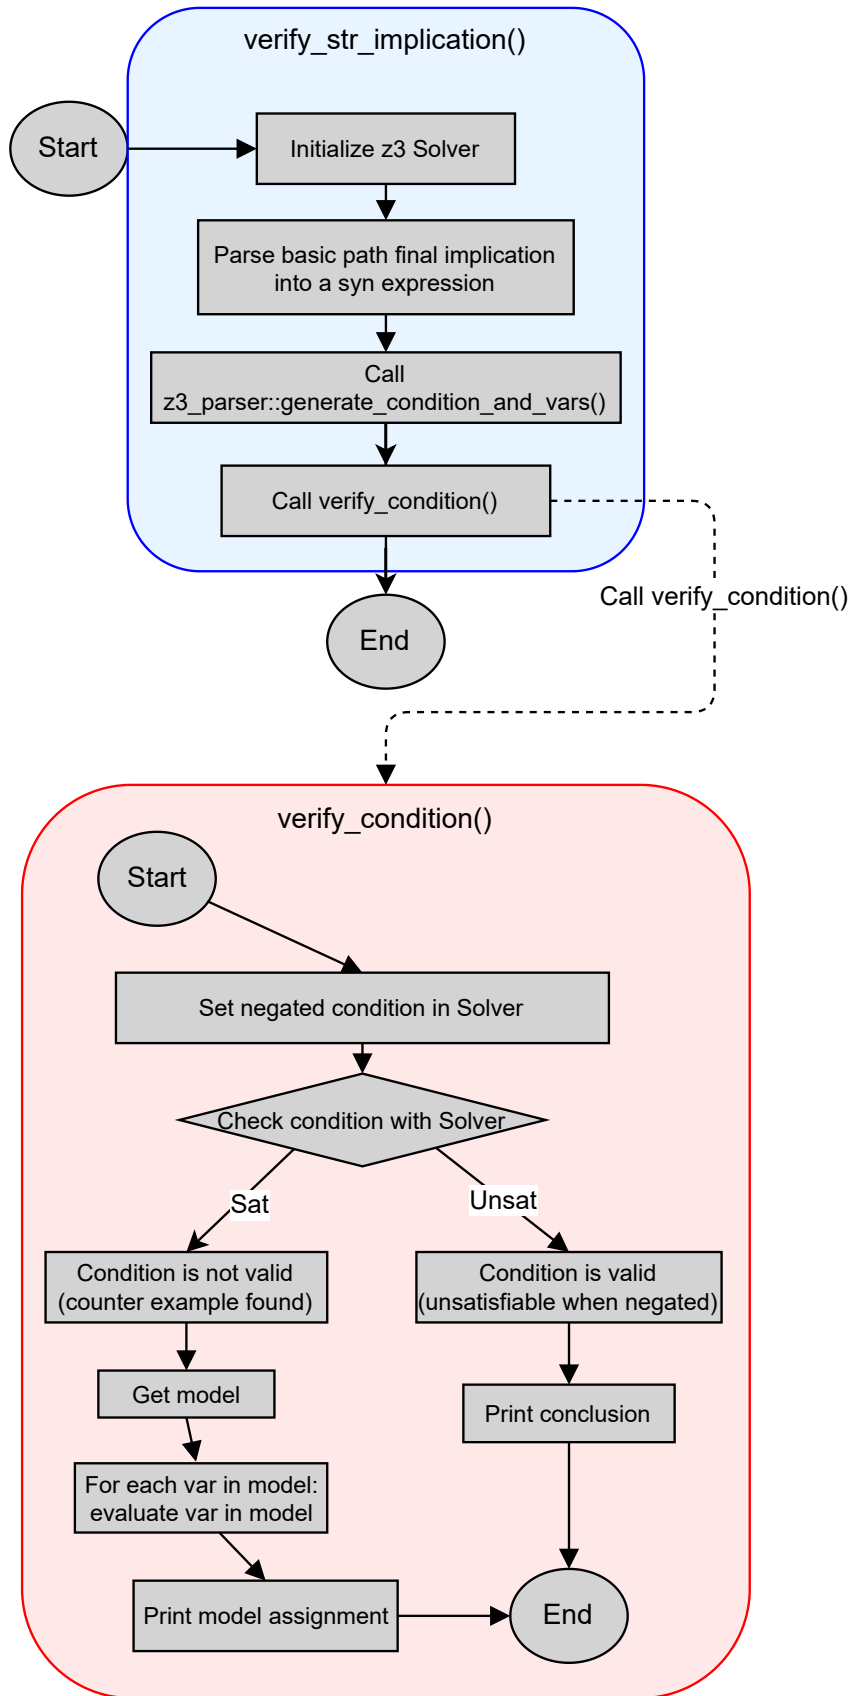 verify_str_implication()
Start
Initialize z3 Solver
Parse basic path final implication
into a syn expression
Call
z3_parser::generate_condition_and_vars()
Call verify_condition()
Call verify_condition()
End
verify_condition()
Start
Set negated condition in Solver
Check condition with Solver
Sat
Unsat
Condition is not valid
(counter example found)
Condition is valid
(unsatisfiable when negated)
Get model
Print conclusion
For each var in model:
evaluate var in model
Print model assignment
End